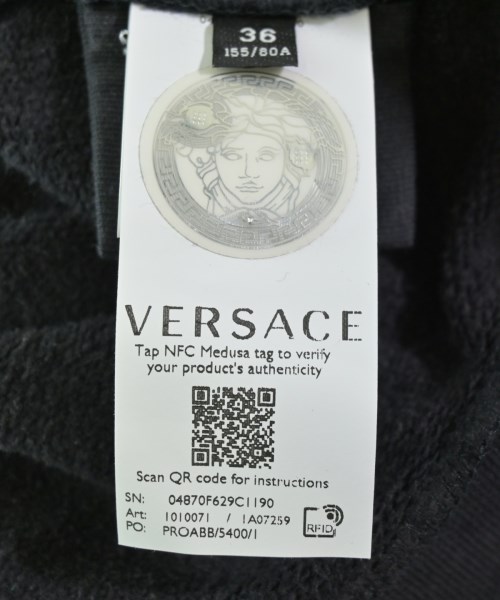 36
155/80A
VERSACE
Tap NFC Medusa tag to verify
your product's authenticity
Scan QR code for instructions
SN: 04870F629C1190
Art: 1010071 / 1A07259
PO: PROABB/5400/1
RFID